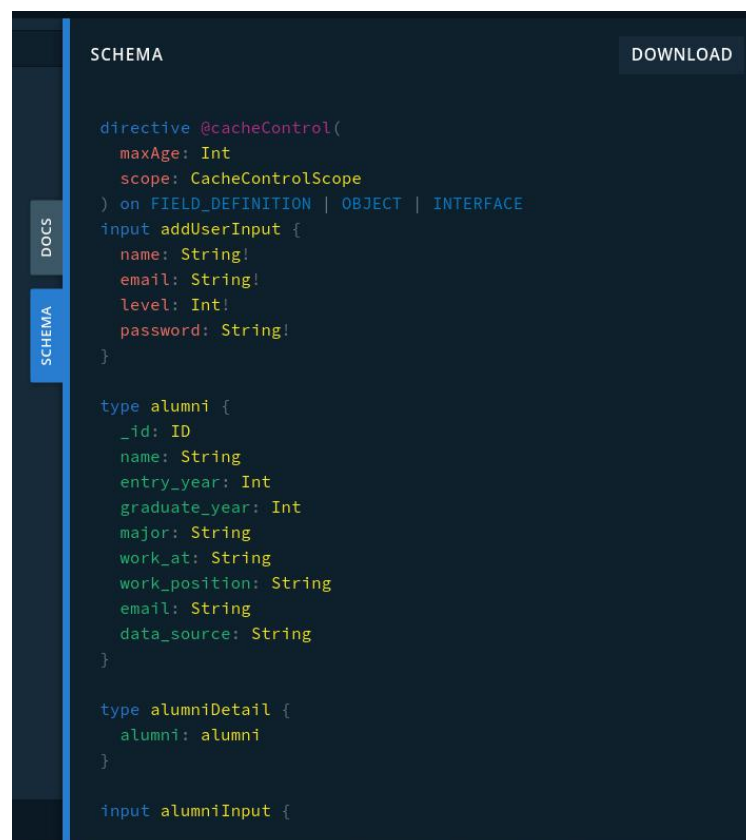 SCHEMA
DOWNLOAD
directive @cacheControl(
maxAge: Int
scope: CacheControlScope
) on FIELD_DEFINITION | OBJECT | INTERFACE
input addUserInput {
name: String!
email: String!
level: Int!
password: String!
}
type alumni {
_id: ID
name: String
entry_year: Int
graduate_year: Int
major: String
work_at: String
work_position: String
email: String
data_source: String
}
type alumniDetail {
alumni: alumni
}
input alumniInput {
DOCS
SCHEMA